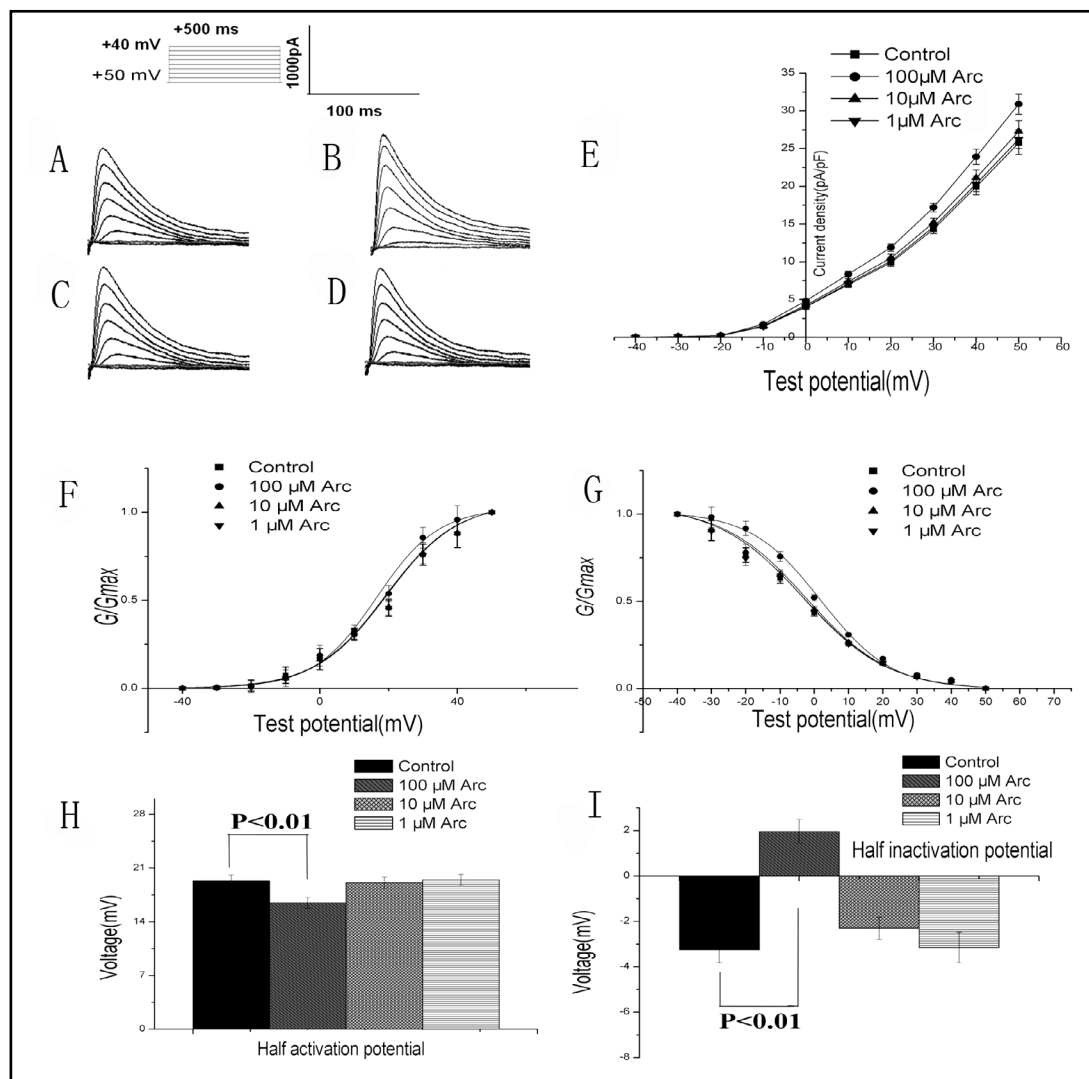 +500 ms
+40 mV
+50 mV
1000pA
100 ms
A
B
C
D
E
Control
100µM Arc
10µM Arc
1µM Arc
35
30
25
20
15
10
5
0
Current density(pA/pF)
-40 -30 -20 -10 0 10 20 30 40 50 60
Test potential(mV)
F
Control
100 µM Arc
10 µM Arc
1 µM Arc
1.0
0.5
0.0
G/Gmax
-40 0 40
Test potential(mV)
G
Control
100 µM Arc
10 µM Arc
1 µM Arc
1.0
0.5
0.0
G/Gmax
-50 -40 -30 -20 -10 0 10 20 30 40 50 60 70
Test potential(mV)
H
Control
100 µM Arc
10 µM Arc
1 µM Arc
P<0.01
28
21
14
7
0
Voltage(mV)
Half activation potential
I
Control
100 µM Arc
10 µM Arc
1 µM Arc
Half inactivation potential
2
0
-2
-4
-6
-8
Voltage(mV)
P<0.01